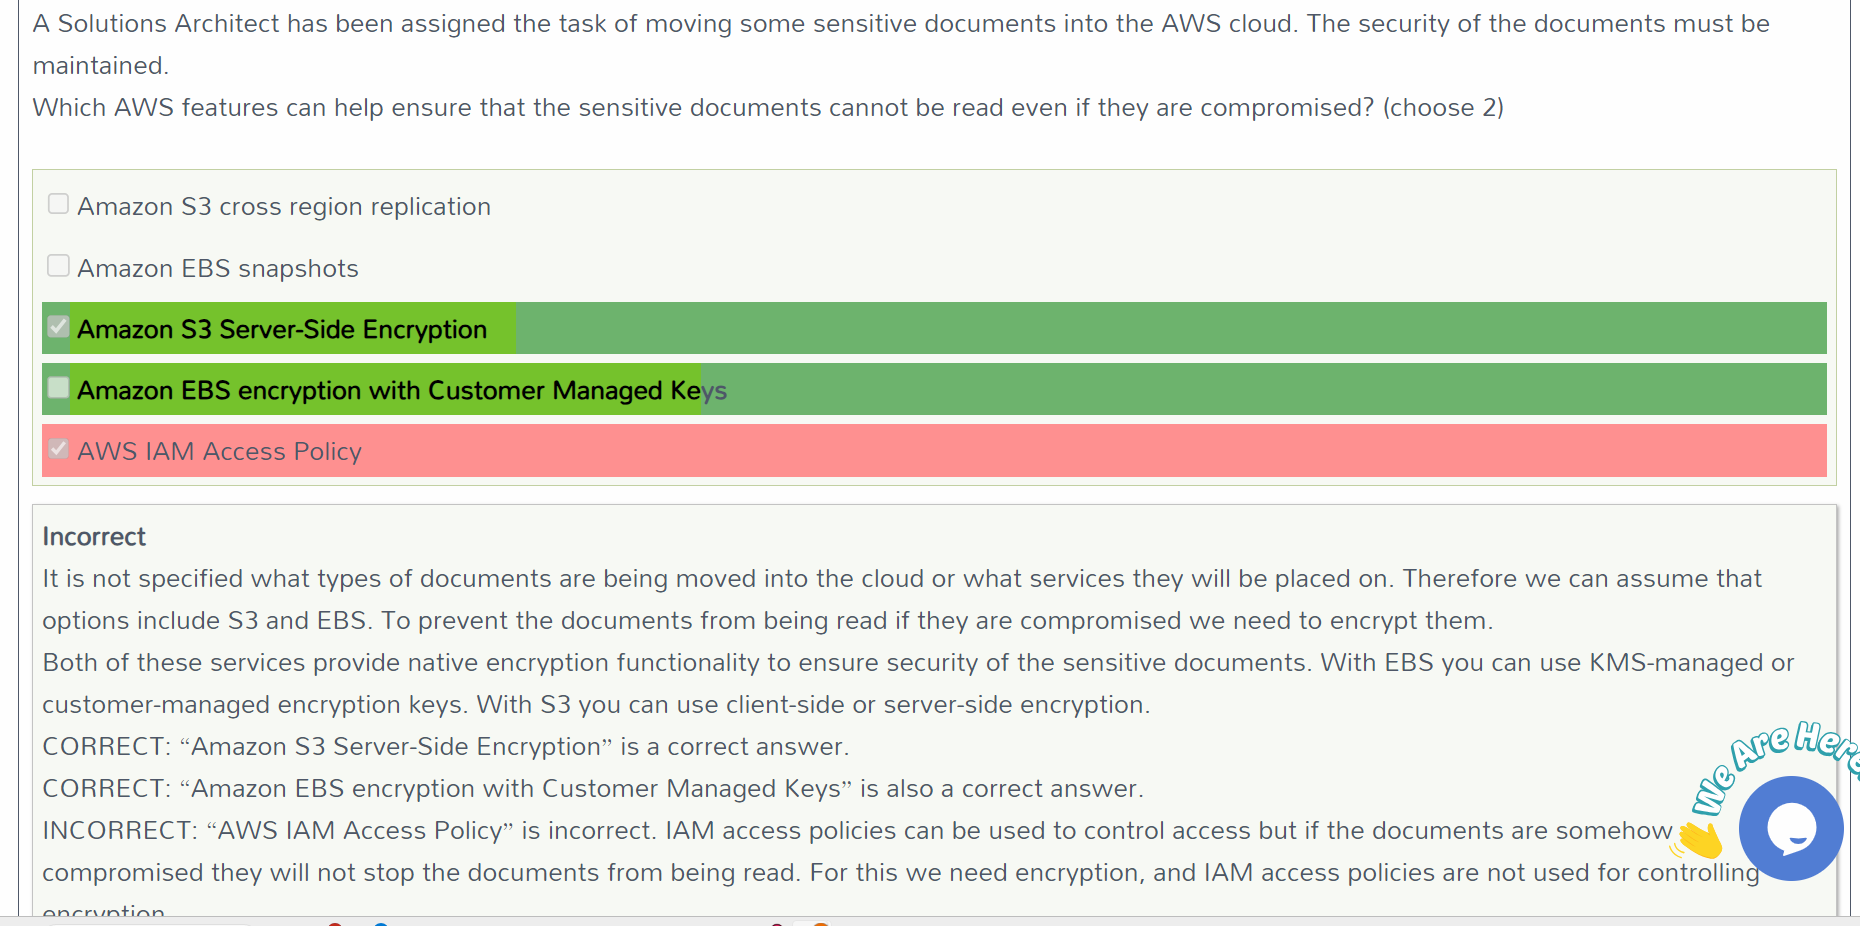 A Solutions Architect has been assigned the task of moving some sensitive documents into the AWS cloud. The security of the documents must be
maintained.
Which AWS features can help ensure that the sensitive documents cannot be read even if they are compromised? (choose 2)
Amazon S3 cross region replication
Amazon EBS snapshots
Amazon S3 Server-Side Encryption
Amazon EBS encryption with Customer Managed Keys
AWS IAM Access Policy
Incorrect
It is not specified what types of documents are being moved into the cloud or what services they will be placed on. Therefore we can assume that
options include S3 and EBS. To prevent the documents from being read if they are compromised we need to encrypt them.
Both of these services provide native encryption functionality to ensure security of the sensitive documents. With EBS you can use KMS-managed or
customer-managed encryption keys. With S3 you can use client-side or server-side encryption.
CORRECT: “Amazon S3 Server-Side Encryption” is a correct answer.
CORRECT: “Amazon EBS encryption with Customer Managed Keys” is also a correct answer.
INCORRECT: “AWS IAM Access Policy” is incorrect. IAM access policies can be used to control access but if the documents are somehow
compromised they will not stop the documents from being read. For this we need encryption, and IAM access policies are not used for controlling
encryption.
We Are Here